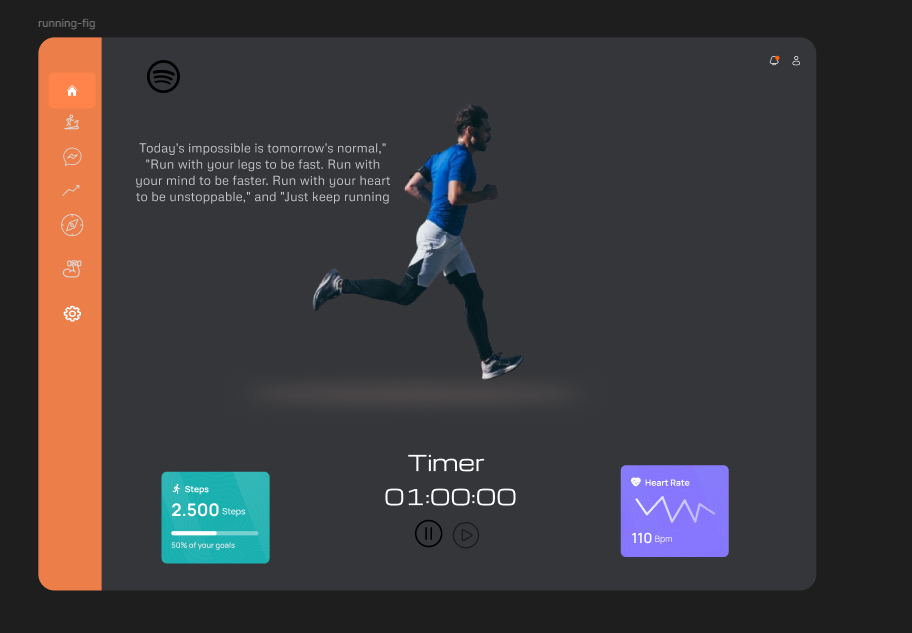 running-fig
Today's impossible is tomorrow's normal,"
"Run with your legs to be fast. Run with
your mind to be faster. Run with your heart
to be unstoppable," and "Just keep running
Timer
01:00:00
Steps
2.500 Steps
50% of your goals
Heart Rate
110 Bpm